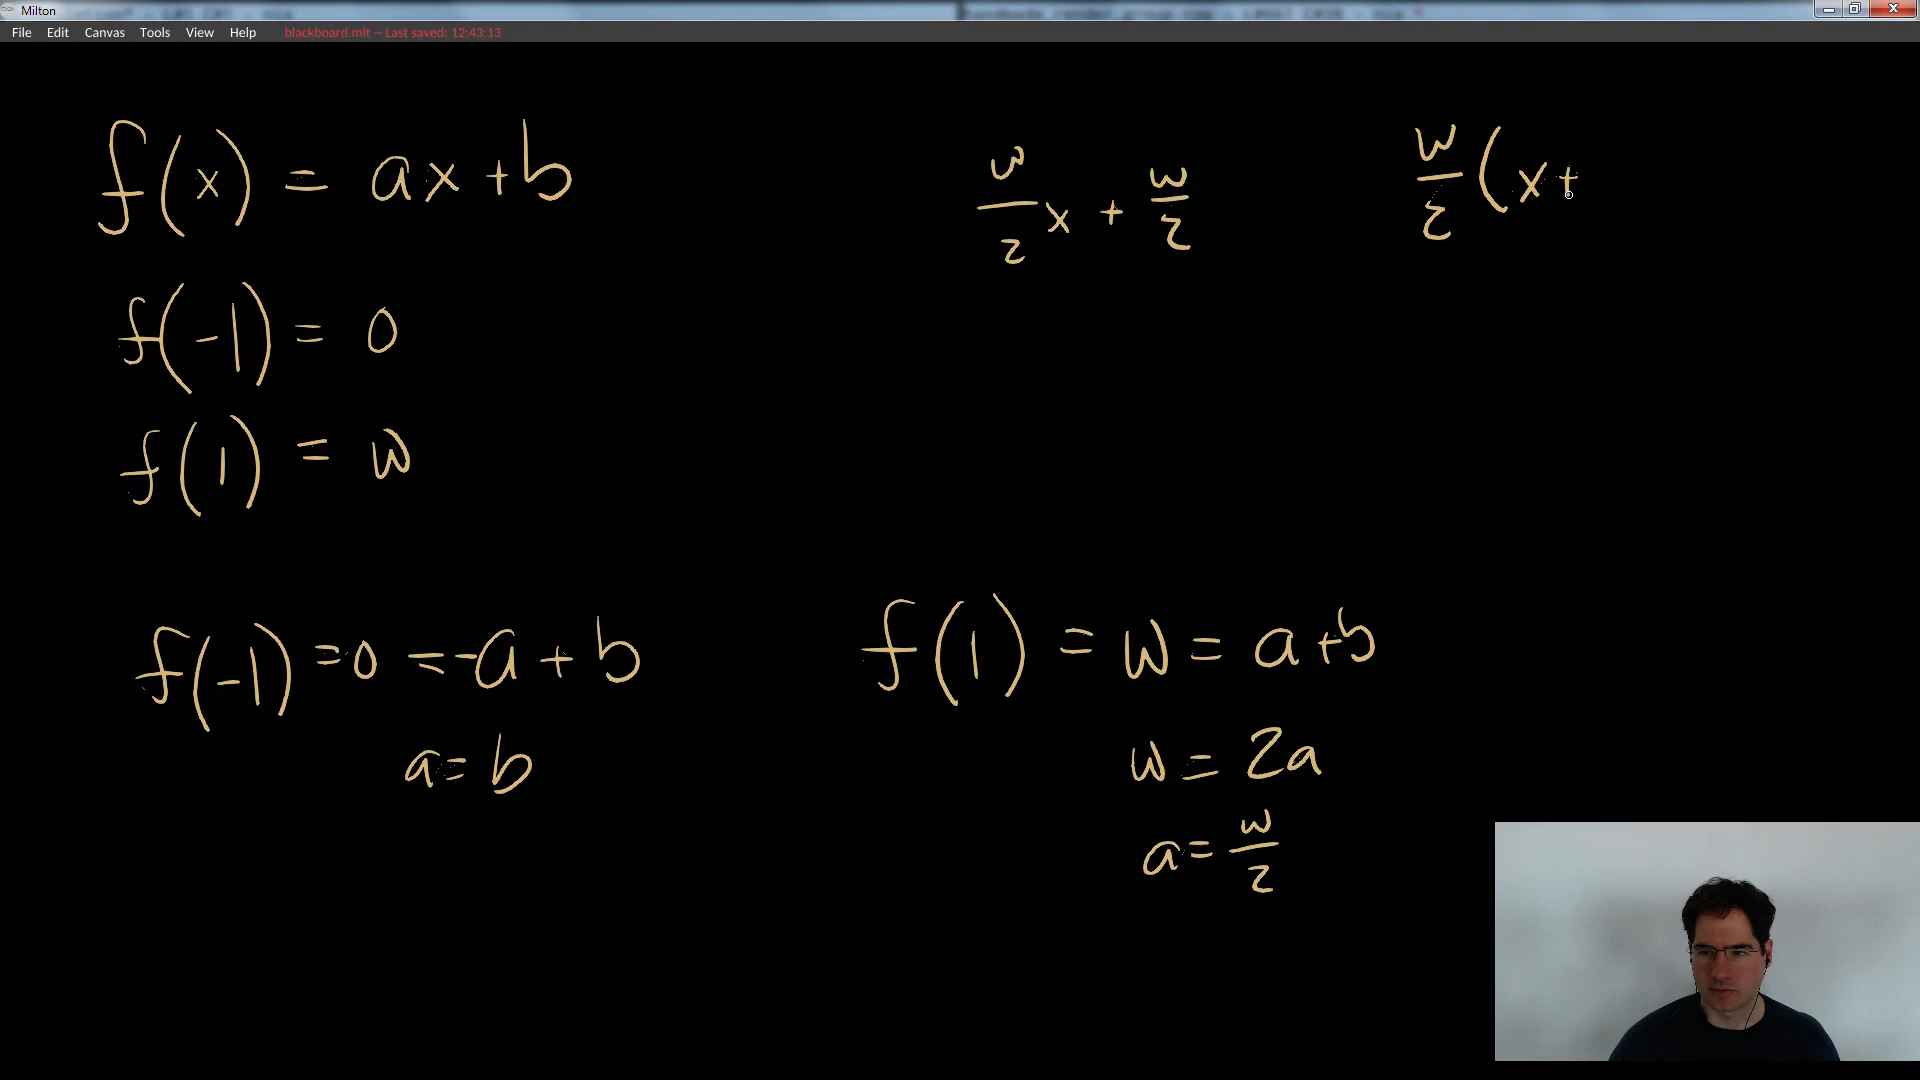 Milton
File Edit Canvas Tools View Help blackboard.mlt -- Last saved: 12:43:13
f(x) = ax+b
f(-1) = 0
f(1) = w
w/2 x + w/2
w/2 (x+
f(-1) =0 =-a+b
a=b
f(1) = w = a+b
w = 2a
a= w/2